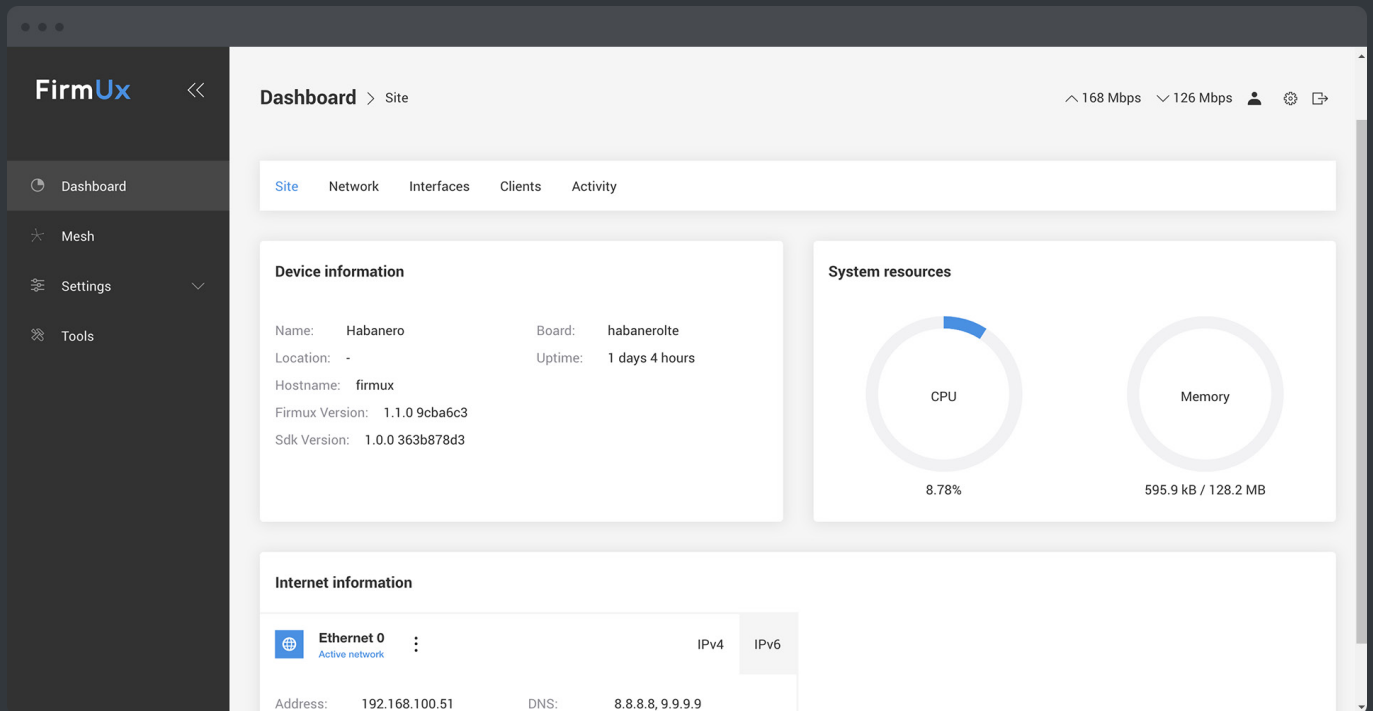 FirmUx
Dashboard
Mesh
Settings
Tools
Dashboard > Site
168 Mbps 126 Mbps
Site Network Interfaces Clients Activity
Device information
Name: Habanero
Location: -
Hostname: firmux
Firmux Version: 1.1.0 9cba6c3
Sdk Version: 1.0.0 363b878d3
Board: habanerolte
Uptime: 1 days 4 hours
System resources
CPU
8.78%
Memory
595.9 kB / 128.2 MB
Internet information
Ethernet 0
Active network
IPv4 IPv6
Address: 192.168.100.51 DNS: 8.8.8.8, 9.9.9.9